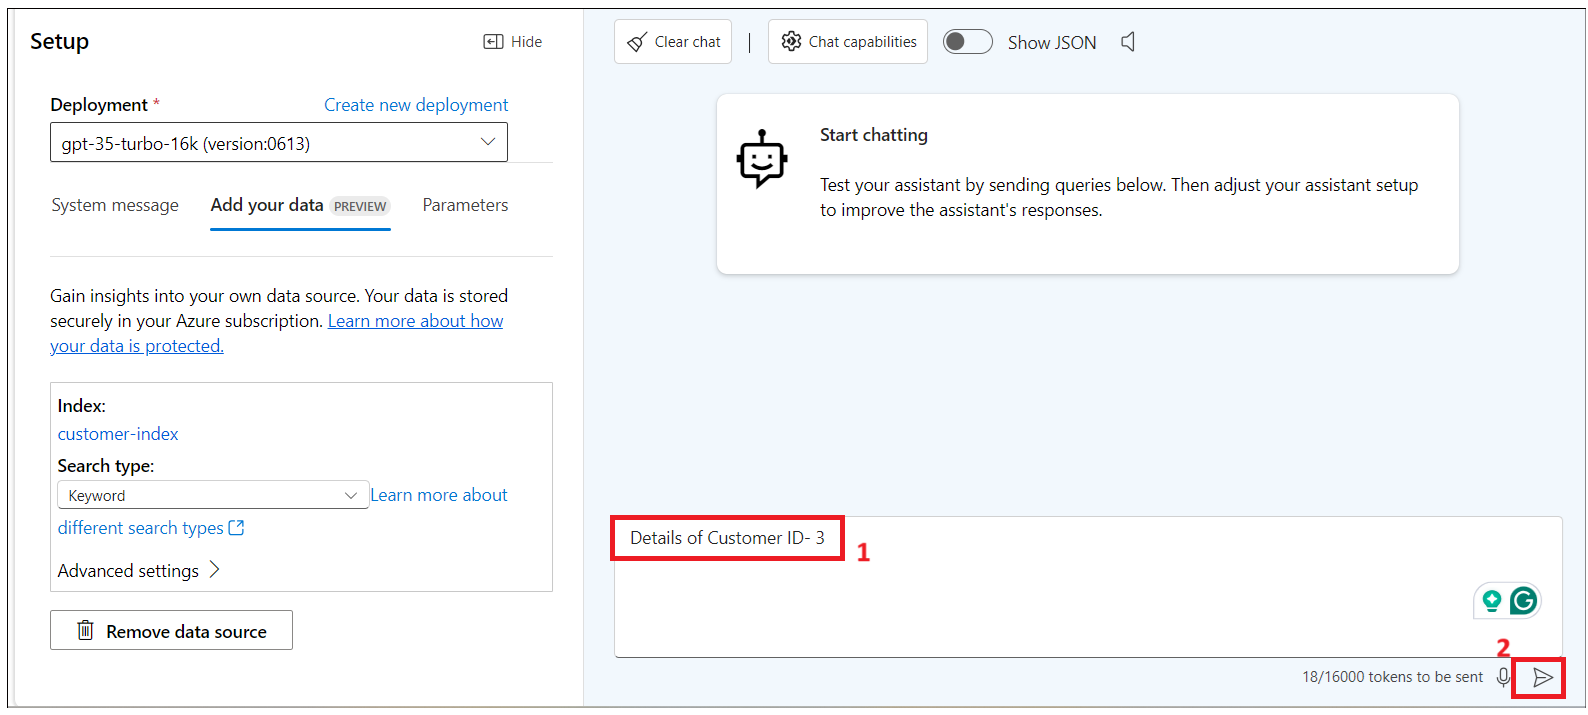 Setup
Hide
Deployment *
Create new deployment
gpt-35-turbo-16k (version:0613)
System message
Add your data PREVIEW
Parameters
Gain insights into your own data source. Your data is stored
securely in your Azure subscription. Learn more about how
your data is protected.
Index:
customer-index
Search type:
Keyword
Learn more about
different search types
Advanced settings
Remove data source
Clear chat
Chat capabilities
Show JSON
Start chatting
Test your assistant by sending queries below. Then adjust your assistant setup
to improve the assistant's responses.
Details of Customer ID- 3
1
2
18/16000 tokens to be sent